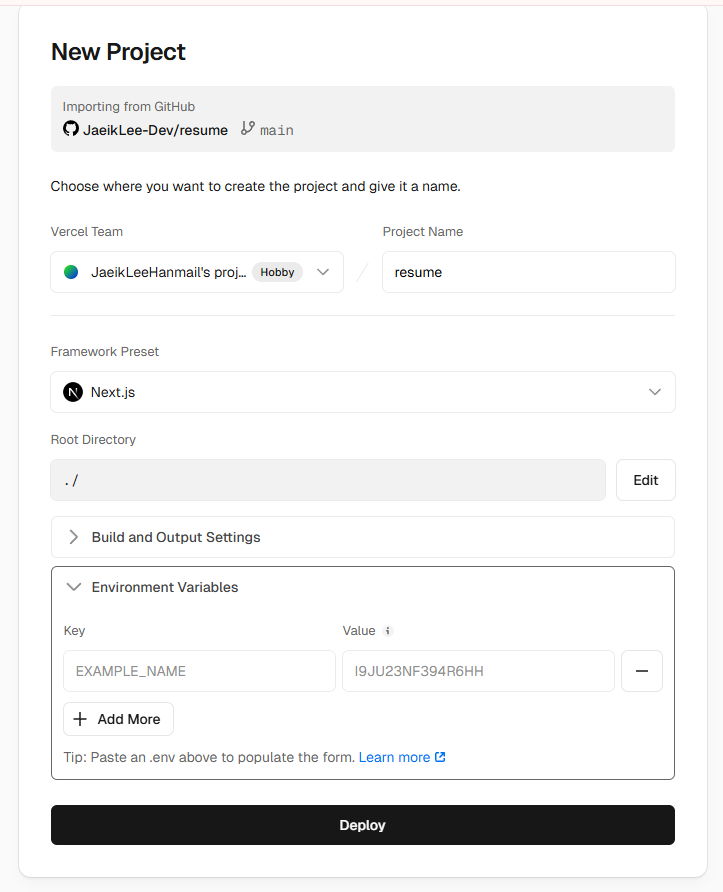 New Project
Importing from GitHub
JaeikLee-Dev/resume main
Choose where you want to create the project and give it a name.
Vercel Team
Project Name
JaeikLeeHanmail's proj... Hobby
resume
Framework Preset
N Next.js
Root Directory
./
Edit
Build and Output Settings
Environment Variables
Key
Value i
EXAMPLE_NAME
I9JU23NF394R6HH
Add More
Tip: Paste an .env above to populate the form. Learn more
Deploy